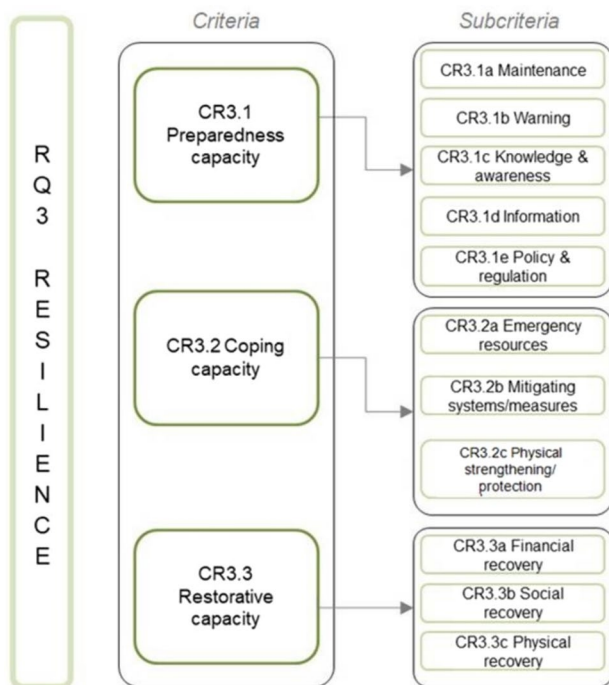 Criteria
Subcriteria
RQ3 RESILIENCE
CR3.1
Preparedness
capacity
CR3.1a Maintenance
CR3.1b Warning
CR3.1c Knowledge &
awareness
CR3.1d Information
CR3.1e Policy &
regulation
CR3.2 Coping
capacity
CR3.2a Emergency
resources
CR3.2b Mitigating
systems/measures
CR3.2c Physical
strengthening/
protection
CR3.3
Restorative
capacity
CR3.3a Financial
recovery
CR3.3b Social
recovery
CR3.3c Physical
recovery